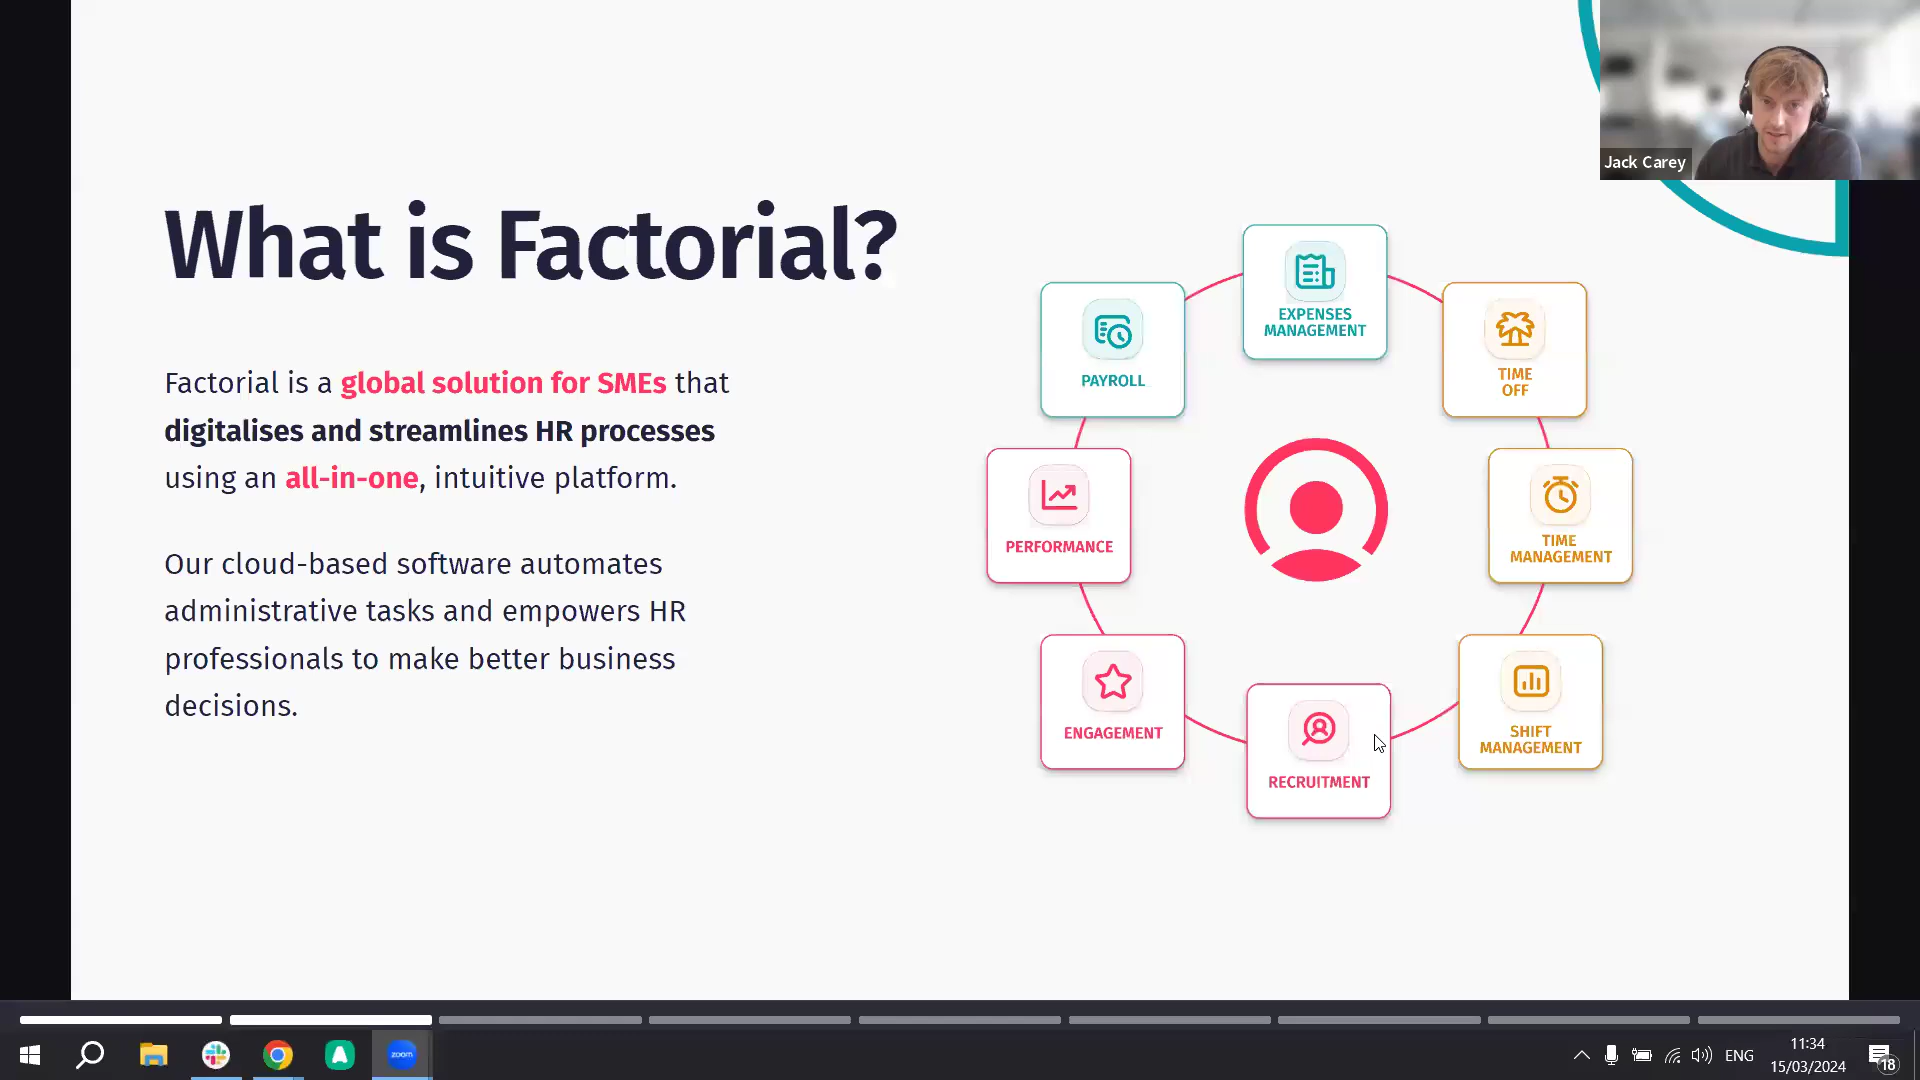 Jack Carey
What is Factorial?
Factorial is a global solution for SMEs that
digitalises and streamlines HR processes
using an all-in-one, intuitive platform.
Our cloud-based software automates
administrative tasks and empowers HR
professionals to make better business
decisions.
EXPENSES
MANAGEMENT
PAYROLL
TIME
OFF
PERFORMANCE
TIME
MANAGEMENT
ENGAGEMENT
SHIFT
MANAGEMENT
RECRUITMENT
zoom
ENG
11:34
15/03/2024
18